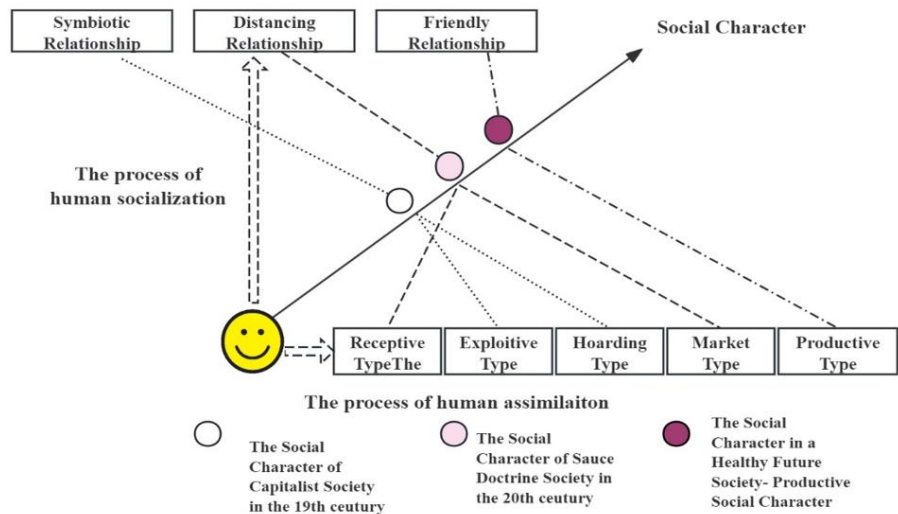 Symbiotic
Relationship
Distancing
Relationship
Friendly
Relationship
Social Character
The process of
human socialization
Receptive
TypeThe
Exploitive
Type
Hoarding
Type
Market
Type
Productive
Type
The process of human assimilaiton
The Social
Character of
Capitalist Society
in the 19th cectury
The Social
Character of Sauce
Doctrine Society in
the 20th cectury
The Social
Character in a
Healthy Future
Society- Productive
Social Character